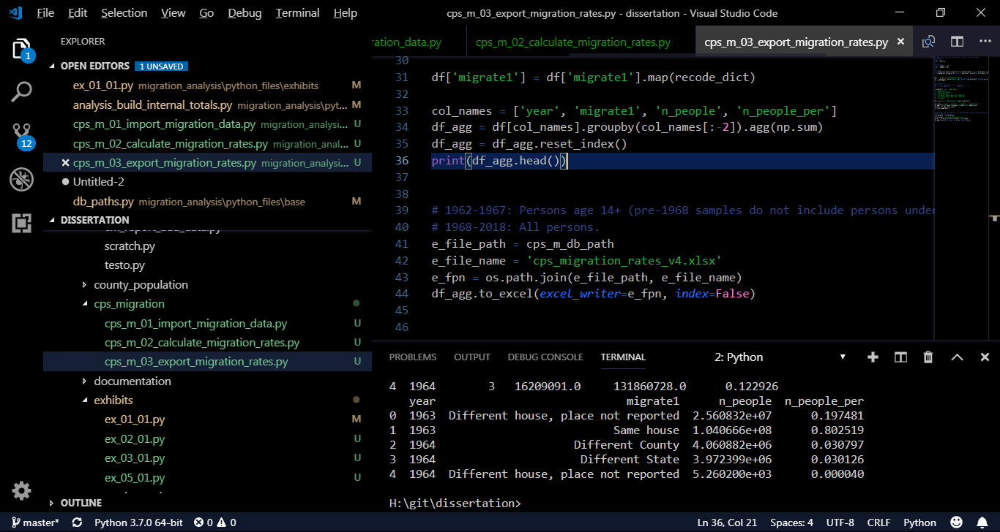 File Edit Selection View Go Debug Terminal Help
cps_m_03_export_migration_rates.py - dissertation - Visual Studio Code
EXPLORER
OPEN EDITORS 1 UNSAVED
ex_01_01.py migration_analysis\python_files\exhibits M
analysis_build_internal_totals.py migration_analysis\pyt... M
cps_m_01_import_migration_data.py migration_analysi... U
cps_m_02_calculate_migration_rates.py migration_anal... U
cps_m_03_export_migration_rates.py migration_analysi... U
Untitled-2
db_paths.py migration_analysis\python_files\base M
DISSERTATION
scratch.py
testo.py
county_population
cps_migration
cps_m_01_import_migration_data.py U
cps_m_02_calculate_migration_rates.py U
cps_m_03_export_migration_rates.py U
documentation
exhibits
ex_01_01.py M
ex_02_01.py U
ex_03_01.py U
ex_05_01.py U
OUTLINE
1
12
ration_data.py cps_m_02_calculate_migration_rates.py cps_m_03_export_migration_rates.py
30
31 df['migrate1'] = df['migrate1'].map(recode_dict)
32
33 col_names = ['year', 'migrate1', 'n_people', 'n_people_per']
34 df_agg = df[col_names].groupby(col_names[:-2]).agg(np.sum)
35 df_agg = df_agg.reset_index()
36 print(df_agg.head())
37
38
39 # 1962-1967: Persons age 14+ (pre-1968 samples do not include persons under
40 # 1968-2018: All persons.
41 e_file_path = cps_m_db_path
42 e_file_name = 'cps_migration_rates_v4.xlsx'
43 e_fpn = os.path.join(e_file_path, e_file_name)
44 df_agg.to_excel(excel_writer=e_fpn, index=False)
45
46
PROBLEMS OUTPUT DEBUG CONSOLE TERMINAL 2: Python
4 1964 3 16209091.0 131860728.0 0.122926
year migrate1 n_people n_people_per
0 1963 Different house, place not reported 2.560832e+07 0.197481
1 1963 Same house 1.040666e+08 0.802519
2 1964 Different County 4.060882e+06 0.030797
3 1964 Different State 3.972399e+06 0.030126
4 1964 Different house, place not reported 5.260200e+03 0.000040
H:\git\dissertation>
master* Python 3.7.0 64-bit 0 0 Ln 36, Col 21 Spaces: 4 UTF-8 CRLF Python